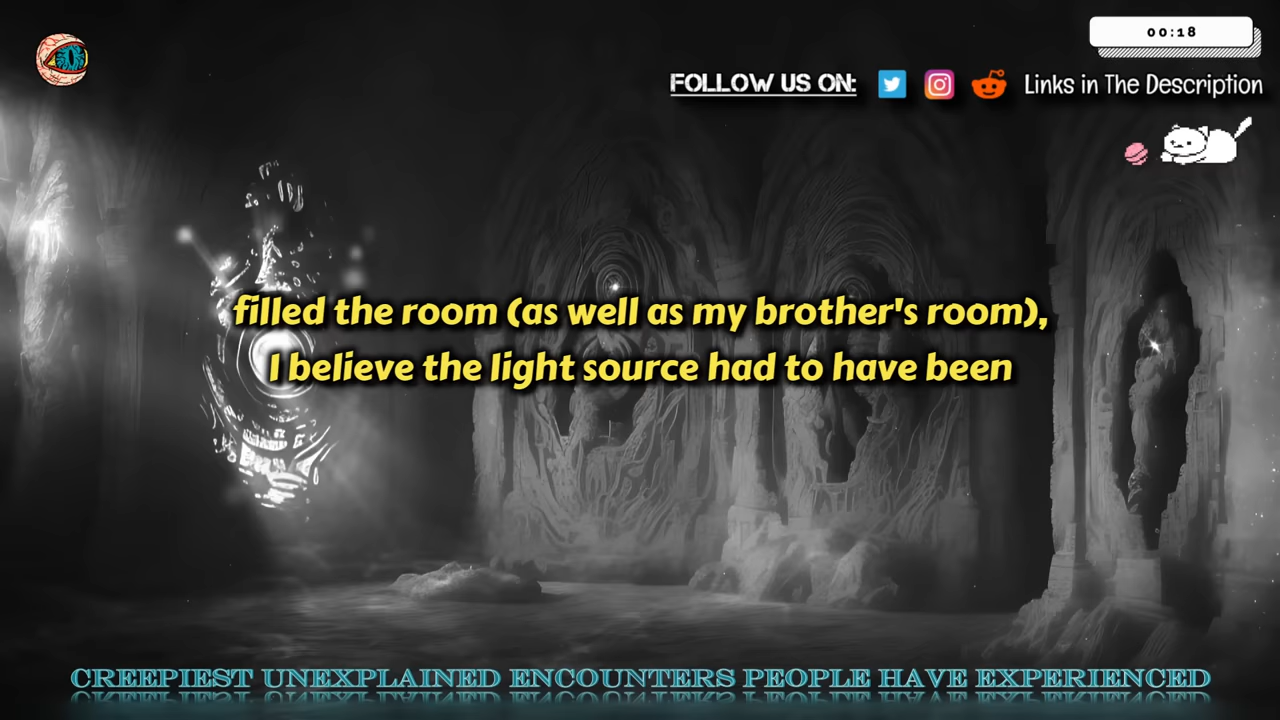 00:18
FOLLOW US ON: Links in The Description
filled the room (as well as my brother's room),
I believe the light source had to have been
CREEPIEST UNEXPLAINED ENCOUNTERS PEOPLE HAVE EXPERIENCED